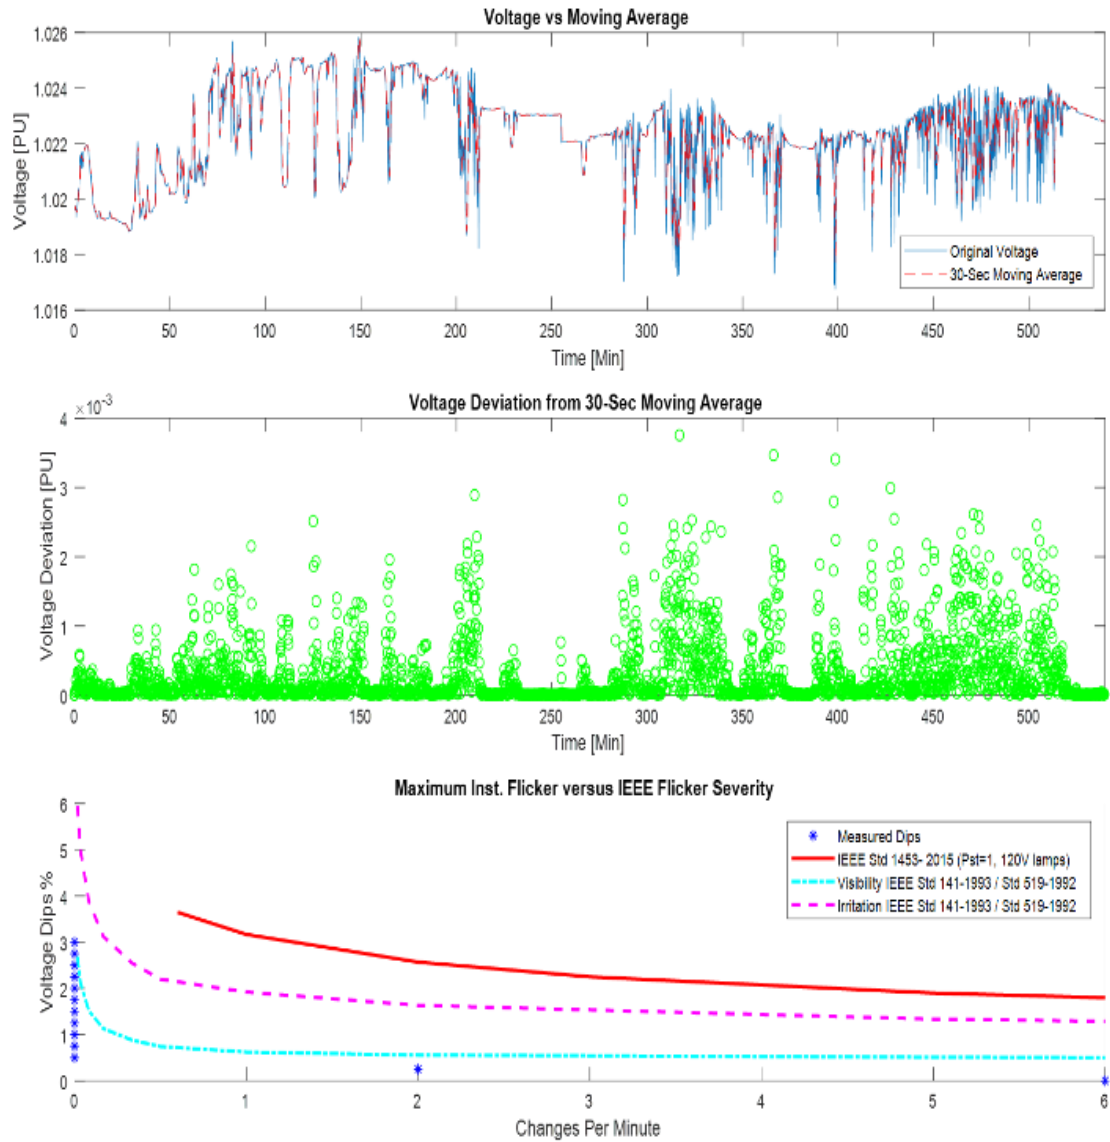 Voltage vs Moving Average
1.026
1.024
1.022
1.02
1.018
1.016
Voltage [PU]
Original Voltage
30-Sec Moving Average
0 50 100 150 200 250 300 350 400 450 500
Time [Min]
×10⁻³
Voltage Deviation from 30-Sec Moving Average
4
3
2
1
0
Voltage Deviation [PU]
0 50 100 150 200 250 300 350 400 450 500
Time [Min]
Maximum Inst. Flicker versus IEEE Flicker Severity
6
5
4
3
2
1
0
Voltage Dips %
Measured Dips
IEEE Std 1453- 2015 (Pst=1, 120V lamps)
Visibility IEEE Std 141-1993 / Std 519-1992
Irritation IEEE Std 141-1993 / Std 519-1992
0 1 2 3 4 5 6
Changes Per Minute